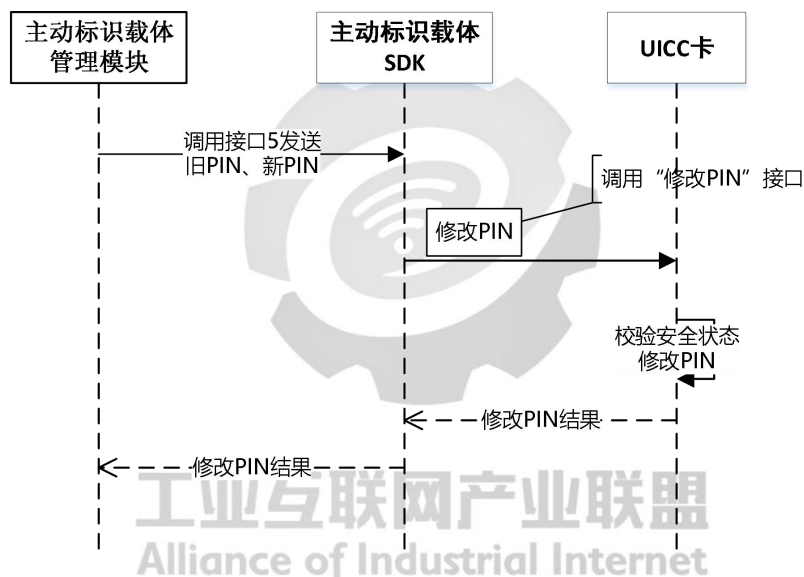 主动标识载体
管理模块
主动标识载体
SDK
UICC卡
调用接口5发送
旧PIN、新PIN
调用“修改PIN”接口
修改PIN
校验安全状态
修改PIN
修改PIN结果
修改PIN结果
工业互联网产业联盟
Alliance of Industrial Internet